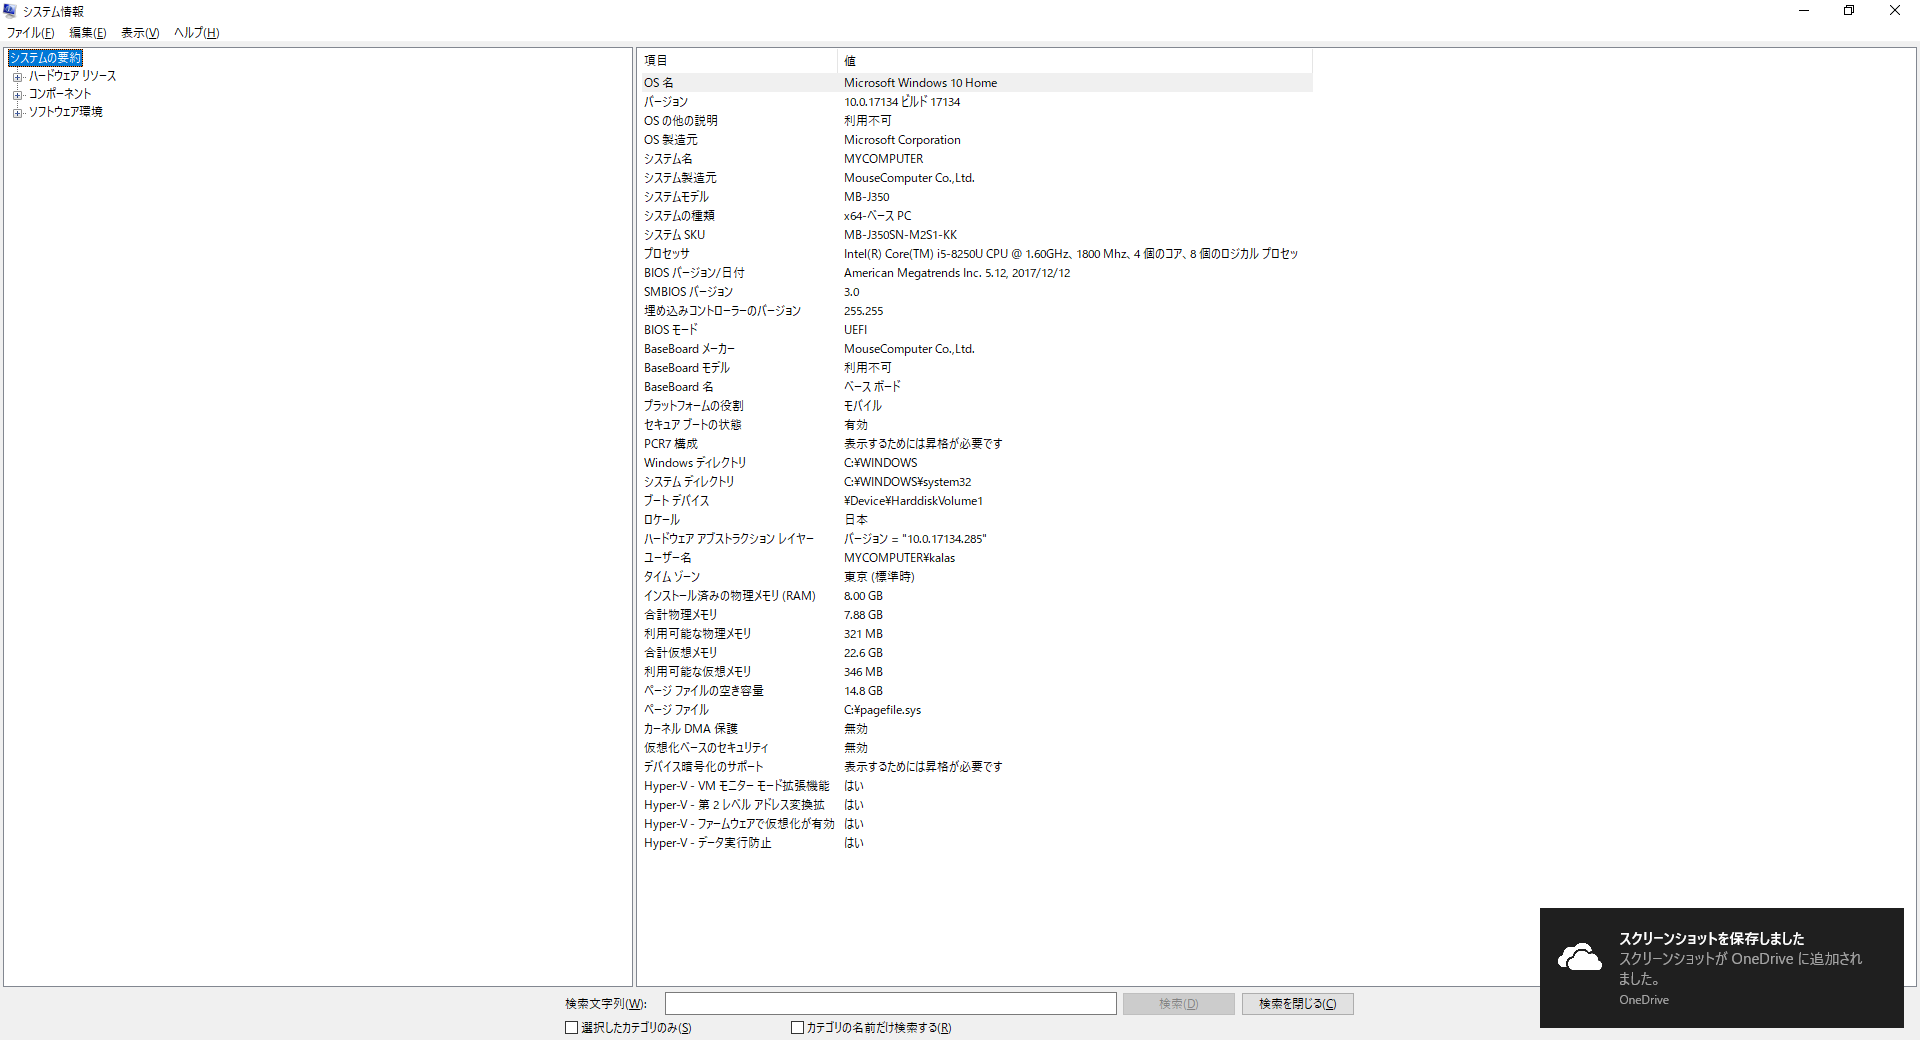 システム情報
ファイル(F) 編集(E) 表示(V) ヘルプ(H)
システムの要約
ハードウェア リソース
コンポーネント
ソフトウェア環境
項目 値
OS 名 Microsoft Windows 10 Home
バージョン 10.0.17134 ビルド 17134
OS の他の説明 利用不可
OS 製造元 Microsoft Corporation
システム名 MYCOMPUTER
システム製造元 MouseComputer Co.,Ltd.
システムモデル MB-J350
システムの種類 x64-ベース PC
システム SKU MB-J350SN-M2S1-KK
プロセッサ Intel(R) Core(TM) i5-8250U CPU @ 1.60GHz、1800 Mhz、4 個のコア、8 個のロジカル プロセッ
BIOS バージョン/日付 American Megatrends Inc. 5.12, 2017/12/12
SMBIOS バージョン 3.0
埋め込みコントローラーのバージョン 255.255
BIOS モード UEFI
BaseBoard メーカー MouseComputer Co.,Ltd.
BaseBoard モデル 利用不可
BaseBoard 名 ベース ボード
プラットフォームの役割 モバイル
セキュア ブートの状態 有効
PCR7 構成 表示するためには昇格が必要です
Windows ディレクトリ C:¥WINDOWS
システム ディレクトリ C:¥WINDOWS¥system32
ブート デバイス ¥Device¥HarddiskVolume1
ロケール 日本
ハードウェア アブストラクション レイヤー バージョン = "10.0.17134.285"
ユーザー名 MYCOMPUTER¥kalas
タイム ゾーン 東京 (標準時)
インストール済みの物理メモリ (RAM) 8.00 GB
合計物理メモリ 7.88 GB
利用可能な物理メモリ 321 MB
合計仮想メモリ 22.6 GB
利用可能な仮想メモリ 346 MB
ページ ファイルの空き容量 14.8 GB
ページ ファイル C:¥pagefile.sys
カーネル DMA 保護 無効
仮想化ベースのセキュリティ 無効
デバイス暗号化のサポート 表示するためには昇格が必要です
Hyper-V - VM モニター モード拡張機能 はい
Hyper-V - 第 2 レベル アドレス変換拡 はい
Hyper-V - ファームウェアで仮想化が有効 はい
Hyper-V - データ実行防止 はい
スクリーンショットを保存しました
スクリーンショットが OneDrive に追加され
ました。
OneDrive
検索文字列(W): 検索(D) 検索を閉じる(C)
選択したカテゴリのみ(S) カテゴリの名前だけ検索する(R)